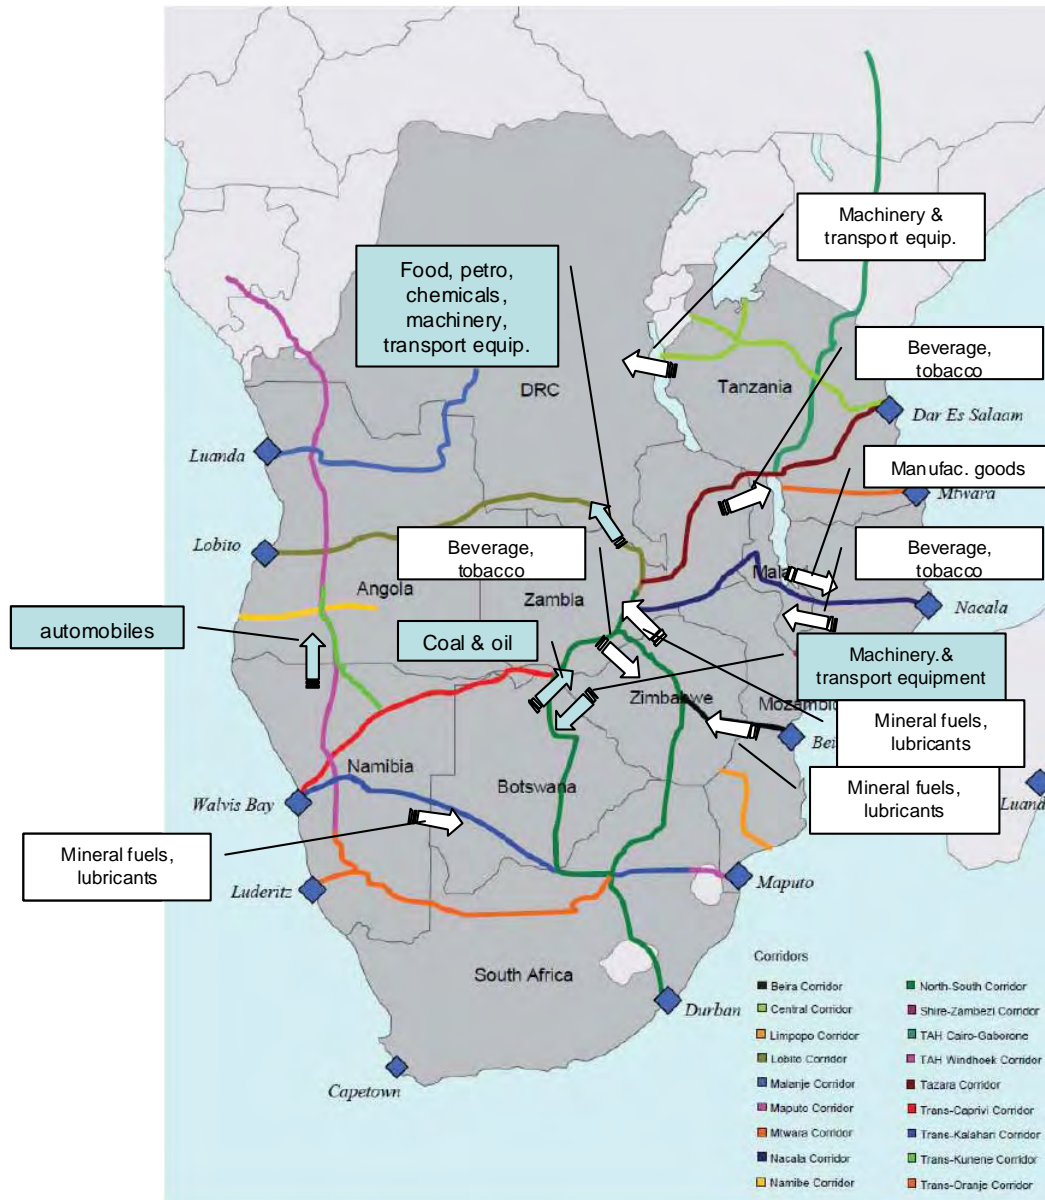 Machinery &
transport equip.
Food, petro,
chemicals,
machinery,
transport equip.
Beverage,
tobacco
DRC
Tanzania
Dar Es Salaam
Luanda
Manufac. goods
Mtwara
Lobito
Beverage,
tobacco
Beverage,
tobacco
Mala
Angola
Zambia
Nacala
automobiles
Coal & oil
Machinery.&
transport equipment
Zimbabwe
Mozambiq
Mineral fuels,
lubricants
Bei
Namibia
Botswana
Mineral fuels,
lubricants
Walvis Bay
Luand
Mineral fuels,
lubricants
Luderitz
Maputo
South Africa
Durban
Capetown
Corridors
Beira Corridor
Central Corridor
Limpopo Corridor
Lobito Corridor
Malanje Corridor
Maputo Corridor
Mtwara Corridor
Nacala Corridor
Namibe Corridor
North-South Corridor
Shire-Zambezi Corridor
TAH Cairo-Gaborone
TAH Windhoek Corridor
Tazara Corridor
Trans-Caprivi Corridor
Trans-Kalahari Corridor
Trans-Kunene Corridor
Trans-Oranje Corridor